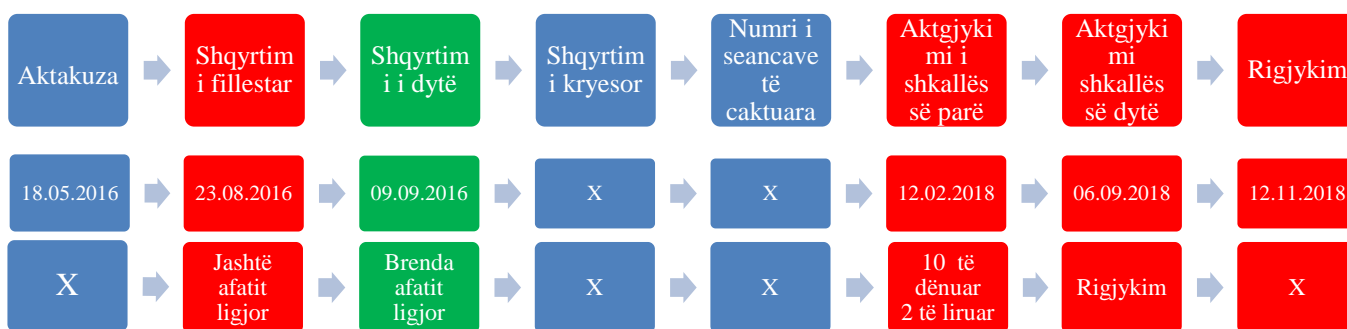 Aktakuza
Shqyrtim
i fillestar
Shqyrtim
i i dytë
Shqyrtim
i kryesor
Numri i
seancave
të
caktuara
Aktgjyki
mi i
shkallës
së parë
Aktgjyki
mi
shkallës
së dytë
Rigjykim
18.05.2016
23.08.2016
09.09.2016
X
X
12.02.2018
06.09.2018
12.11.2018
X
Jashtë
afatit
ligjor
Brenda
afatit
ligjor
X
X
10 të
dënuar
2 të liruar
Rigjykim
X